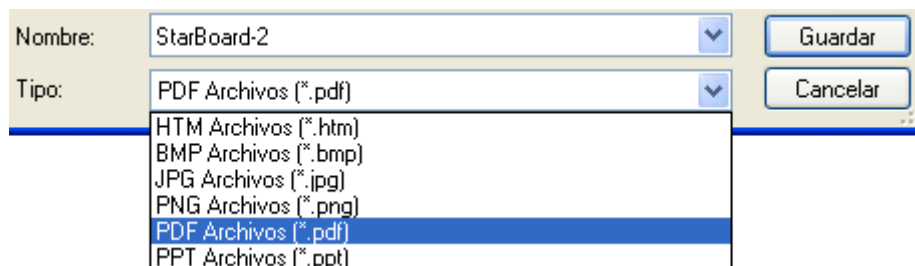 Nombre: StarBoard-2 Guardar
Tipo: PDF Archivos (*.pdf) Cancelar
HTM Archivos (*.htm)
BMP Archivos (*.bmp)
JPG Archivos (*.jpg)
PNG Archivos (*.png)
PDF Archivos (*.pdf)
PPT Archivos (*.ppt)